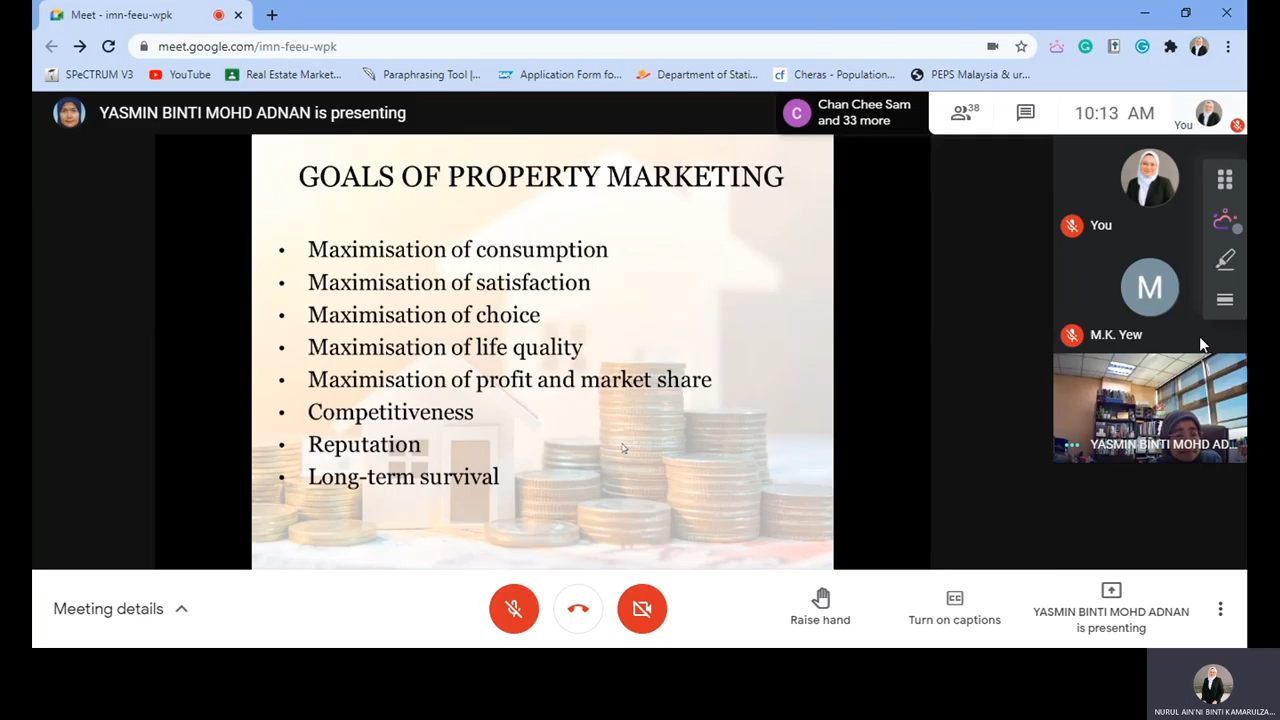 Meet - imn-feeu-wpk
meet.google.com/imn-feeu-wpk
SPeCTRUM V3
YouTube
Real Estate Market...
Paraphrasing Tool |...
Application Form fo...
Department of Stati...
Cheras - Population...
PEPS Malaysia & ur...
YASMIN BINTI MOHD ADNAN is presenting
C
Chan Chee Sam
and 33 more
38
10:13 AM
You
GOALS OF PROPERTY MARKETING
• Maximisation of consumption
• Maximisation of satisfaction
• Maximisation of choice
• Maximisation of life quality
• Maximisation of profit and market share
• Competitiveness
• Reputation
• Long-term survival
You
M
M.K. Yew
YASMIN BINTI MOHD AD...
Meeting details
Raise hand
CC
Turn on captions
YASMIN BINTI MOHD ADNAN
is presenting
NURUL AIN'NI BINTI KAMARULZA...